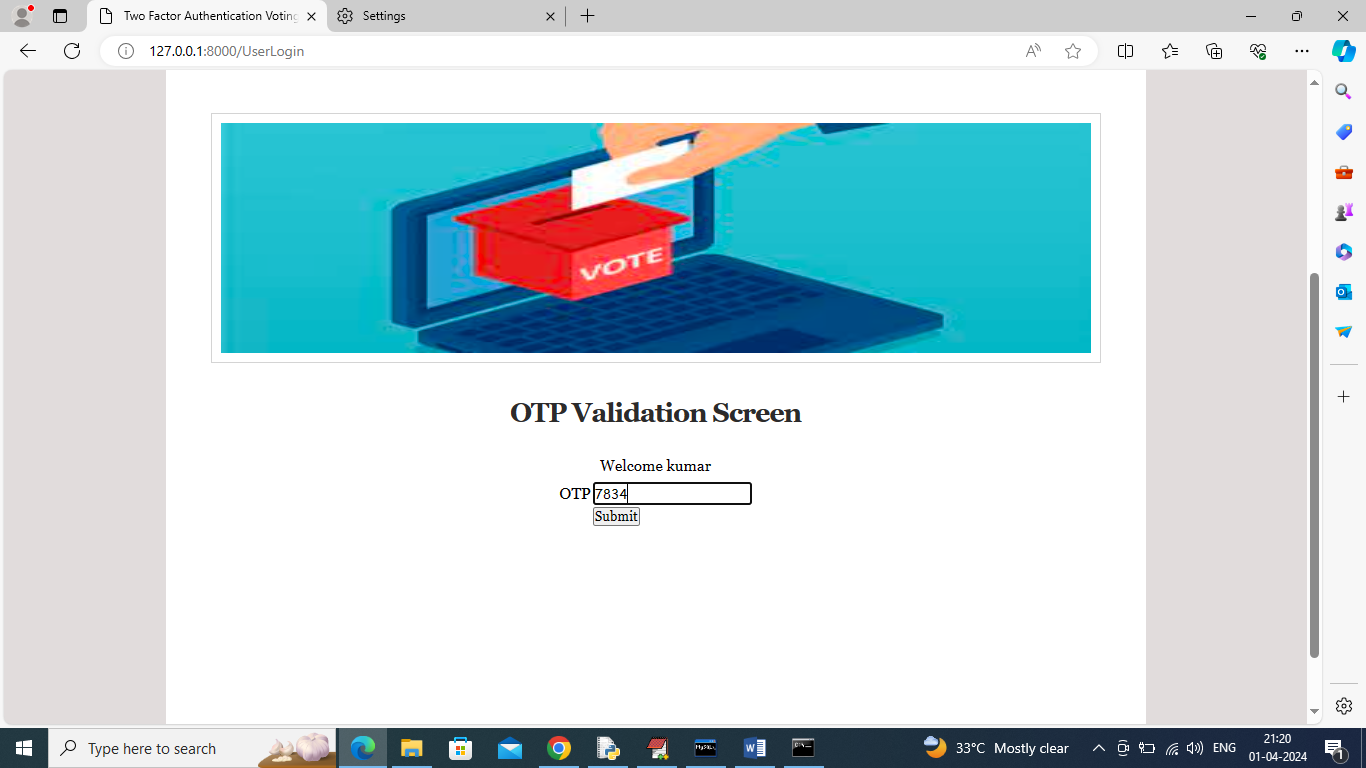 Two Factor Authentication Voting
Settings
127.0.0.1:8000/UserLogin
VOTE
OTP Validation Screen
Welcome kumar
OTP 7834
Submit
Type here to search
33°C Mostly clear
ENG
21:20
01-04-2024
1